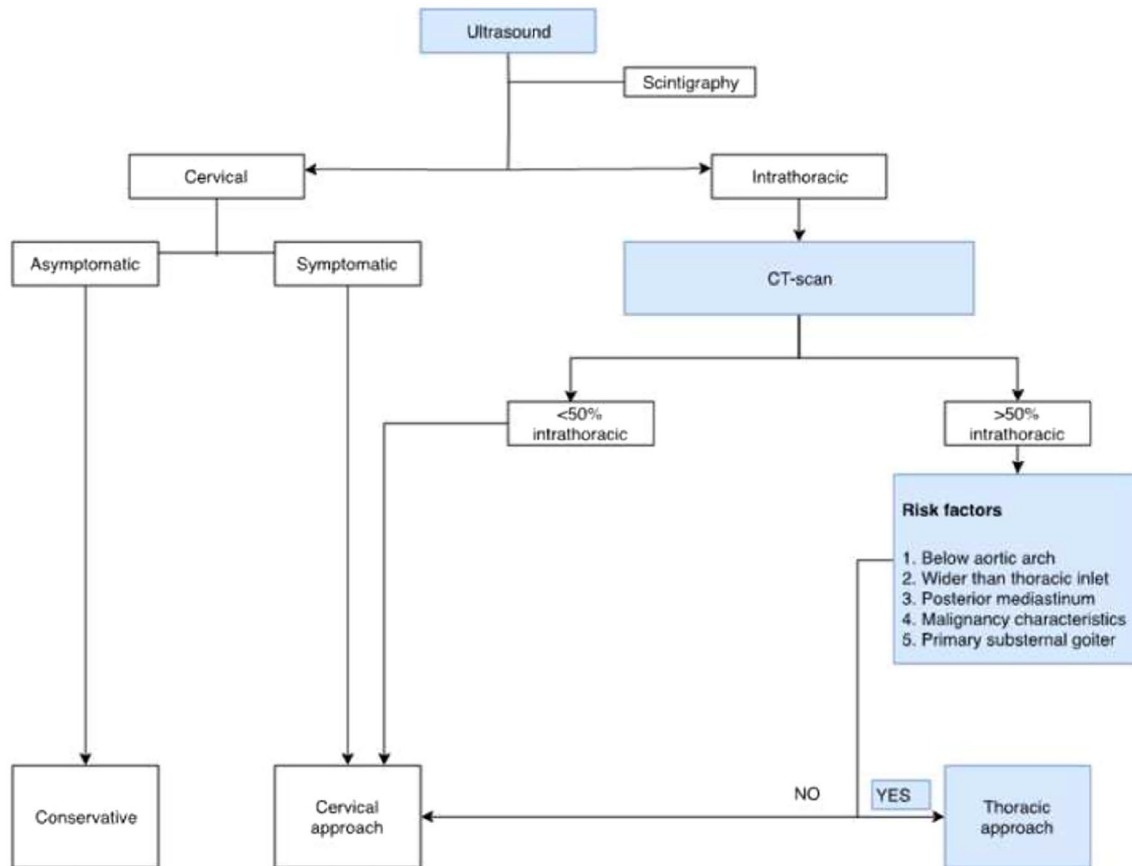 Ultrasound
Scintigraphy
Cervical
Intrathoracic
Asymptomatic
Symptomatic
CT-scan
<50%
intrathoracic
>50%
intrathoracic
Risk factors
1. Below aortic arch
2. Wider than thoracic inlet
3. Posterior mediastinum
4. Malignancy characteristics
5. Primary substernal goiter
NO
YES
Conservative
Cervical
approach
Thoracic
approach